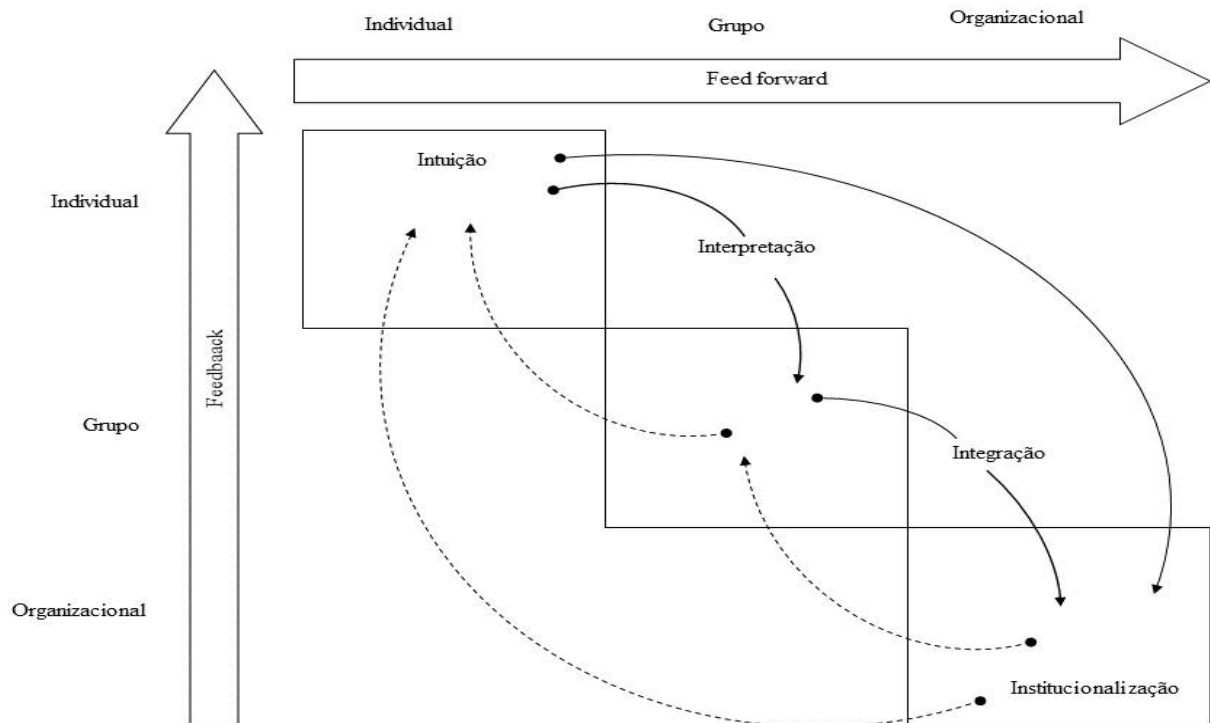 Individual
Grupo
Organizacional
Feed forward
Intuição
Individual
Interpretação
Feedbaack
Grupo
Integração
Organizacional
Institucionalização